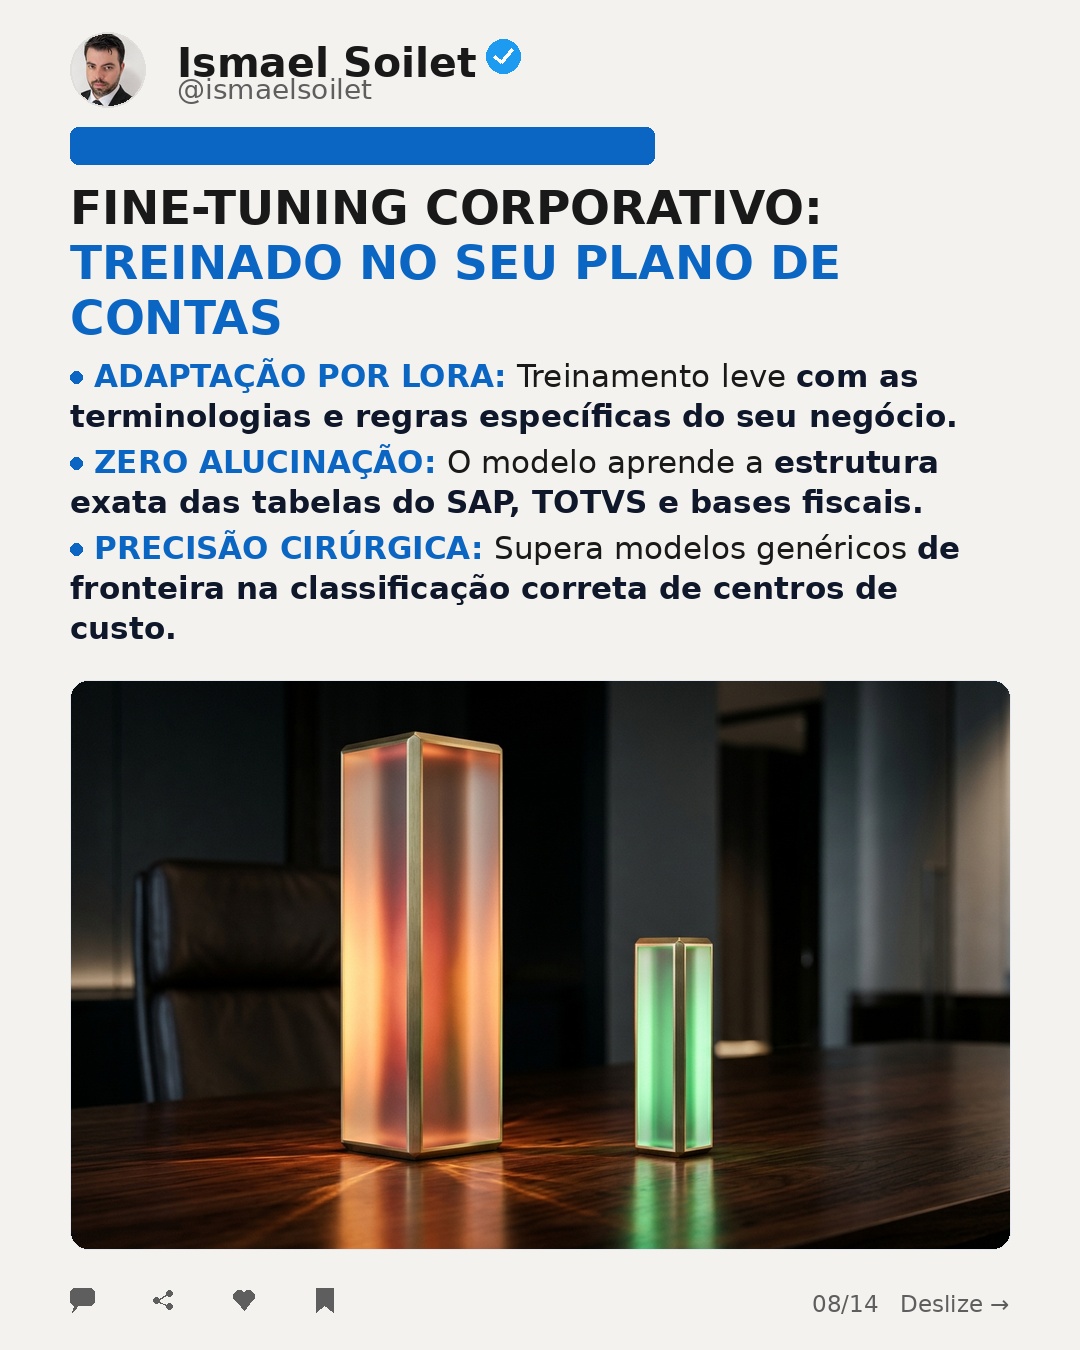 Ismael Soilet
@ismaelsoilet
FINE-TUNING CORPORATIVO:
TREINADO NO SEU PLANO DE
CONTAS
• ADAPTAÇÃO POR LORA: Treinamento leve com as
terminologias e regras específicas do seu negócio.
• ZERO ALUCINAÇÃO: O modelo aprende a estrutura
exata das tabelas do SAP, TOTVS e bases fiscais.
• PRECISÃO CIRÚRGICA: Supera modelos genéricos de
fronteira na classificação correta de centros de
custo.
08/14 Deslize →